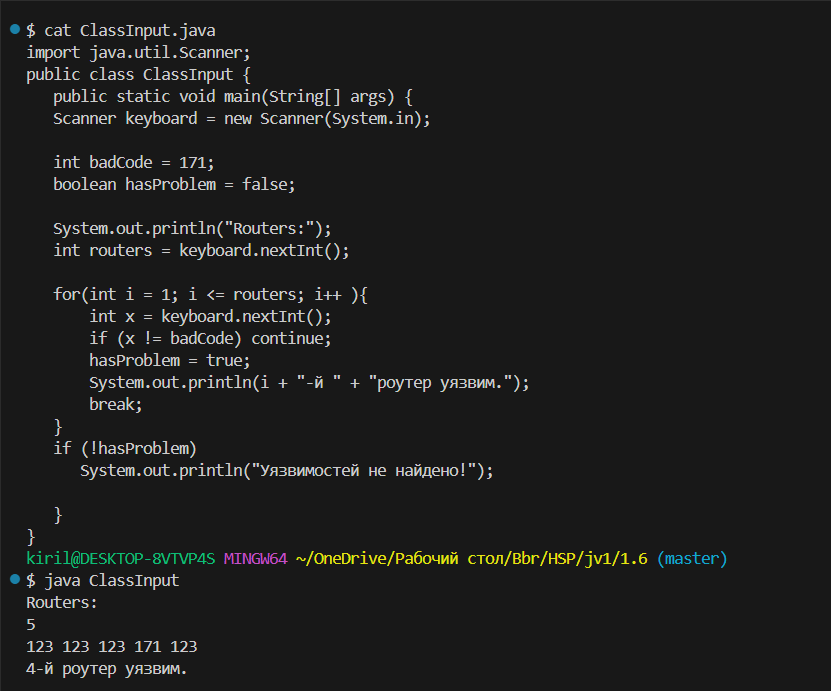 $ cat ClassInput.java
import java.util.Scanner;
public class ClassInput {
   public static void main(String[] args) {
   Scanner keyboard = new Scanner(System.in);

   int badCode = 171;
   boolean hasProblem = false;

   System.out.println("Routers:");
   int routers = keyboard.nextInt();

   for(int i = 1; i <= routers; i++ ){
       int x = keyboard.nextInt();
       if (x != badCode) continue;
       hasProblem = true;
       System.out.println(i + "-й " + "роутер уязвим.");
       break;
   }
   if (!hasProblem)
      System.out.println("Уязвимостей не найдено!");

   }
}
kiril@DESKTOP-8VTVP4S MINGW64 ~/OneDrive/Рабочий стол/Bbr/HSP/jv1/1.6 (master)
$ java ClassInput
Routers:
5
123 123 123 171 123
4-й роутер уязвим.